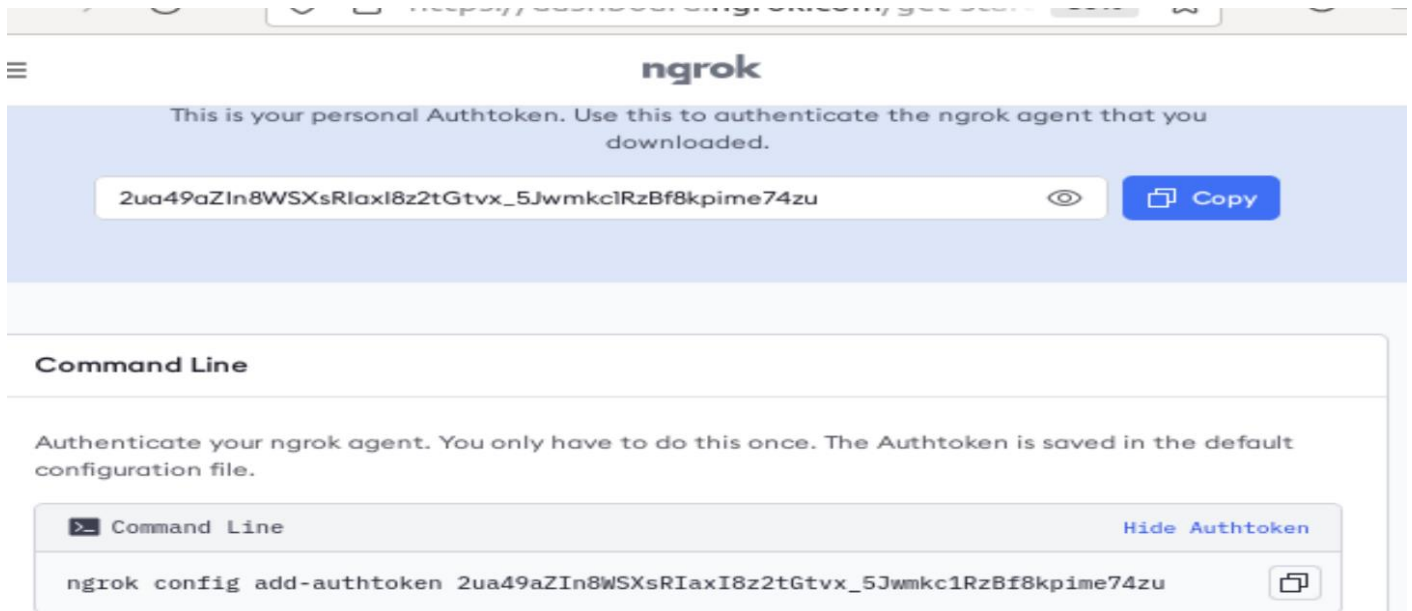 ngrok
This is your personal Authtoken. Use this to authenticate the ngrok agent that you
downloaded.
2ua49aZIn8WSXsRIaxI8z2tGtvx_5Jwmkc1RzBf8kpime74zu
Copy
Command Line
Authenticate your ngrok agent. You only have to do this once. The Authtoken is saved in the default
configuration file.
Command Line Hide Authtoken
ngrok config add-authtoken 2ua49aZIn8WSXsRIaxI8z2tGtvx_5Jwmkc1RzBf8kpime74zu